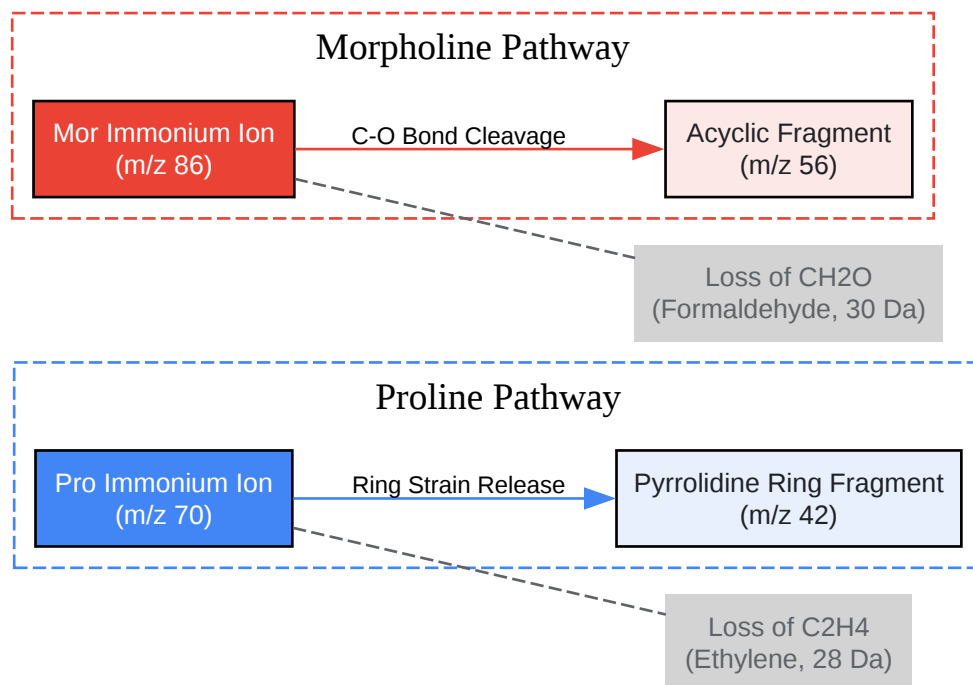 Morpholine Pathway
Mor Immonium Ion
(m/z 86)
C-O Bond Cleavage
Acyclic Fragment
(m/z 56)
Loss of CH2O
(Formaldehyde, 30 Da)
Proline Pathway
Pro Immonium Ion
(m/z 70)
Ring Strain Release
Pyrrolidine Ring Fragment
(m/z 42)
Loss of C2H4
(Ethylene, 28 Da)